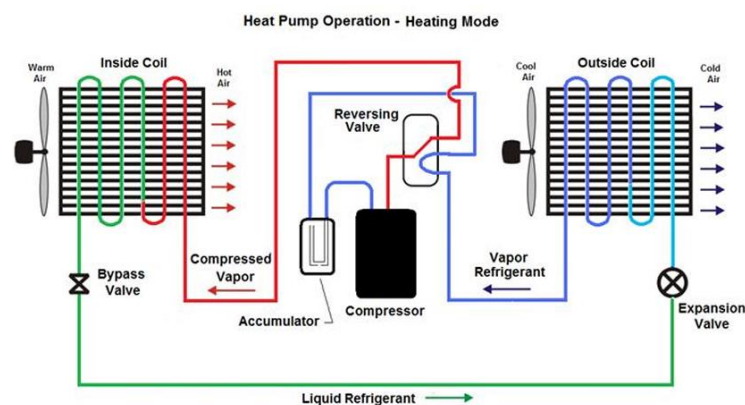 Heat Pump Operation - Heating Mode
Warm
Air
Inside Coil
Hot
Air
Reversing
Valve
Cool
Air
Outside Coil
Cold
Air
Bypass
Valve
Compressed
Vapor
Accumulator
Compressor
Vapor
Refrigerant
Expansion
Valve
Liquid Refrigerant